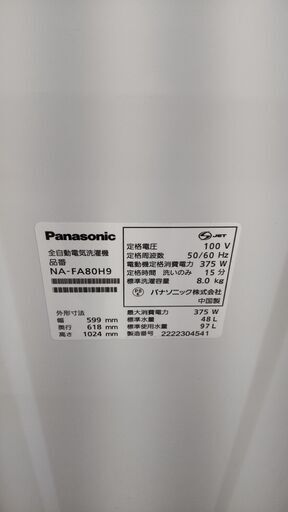 Panasonic
全自動電気洗濯機
品番
NA-FA80H9
外形寸法
幅 599 mm
奥行 618 mm
高さ 1024 mm
JET
定格電圧 100 V
定格周波数 50/60 Hz
電動機定格消費電力 375 W
定格時間 洗いのみ 15 分
標準洗濯容量 8.0 kg
パナソニック株式会社
中国製
最大消費電力 375 W
標準水量 48 L
標準使用水量 97 L
製造番号 2222304541